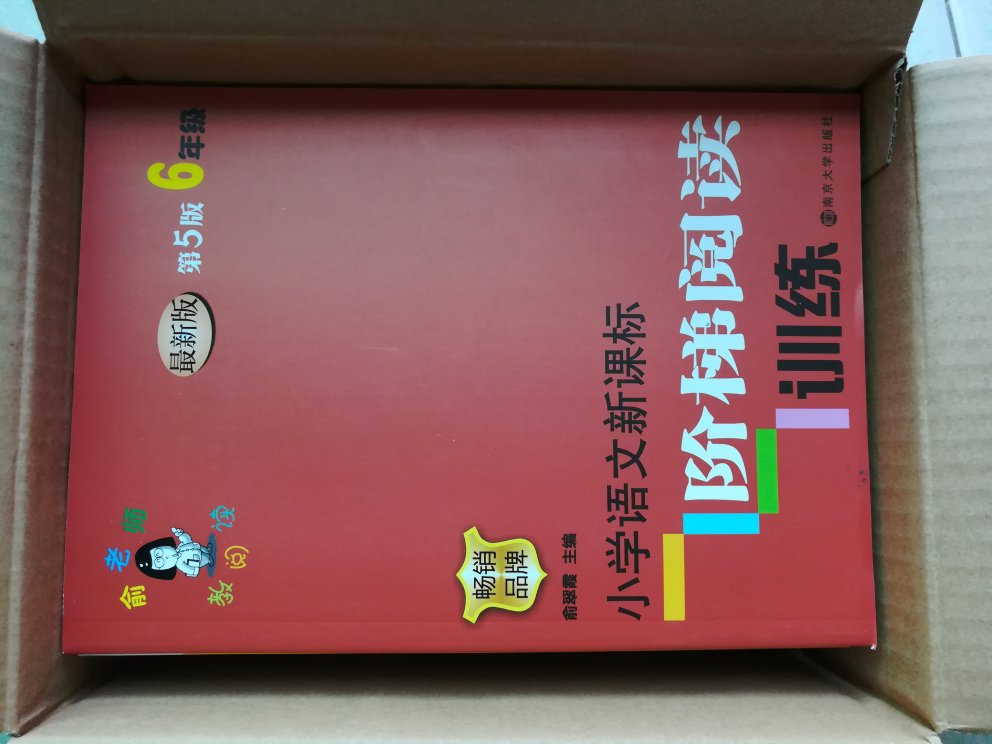 俞老师
教你阅读
最新版
第5版
6年级
畅销
品牌
俞翠霞 主编
小学语文新课标
阶梯阅读
训练
南京大学出版社